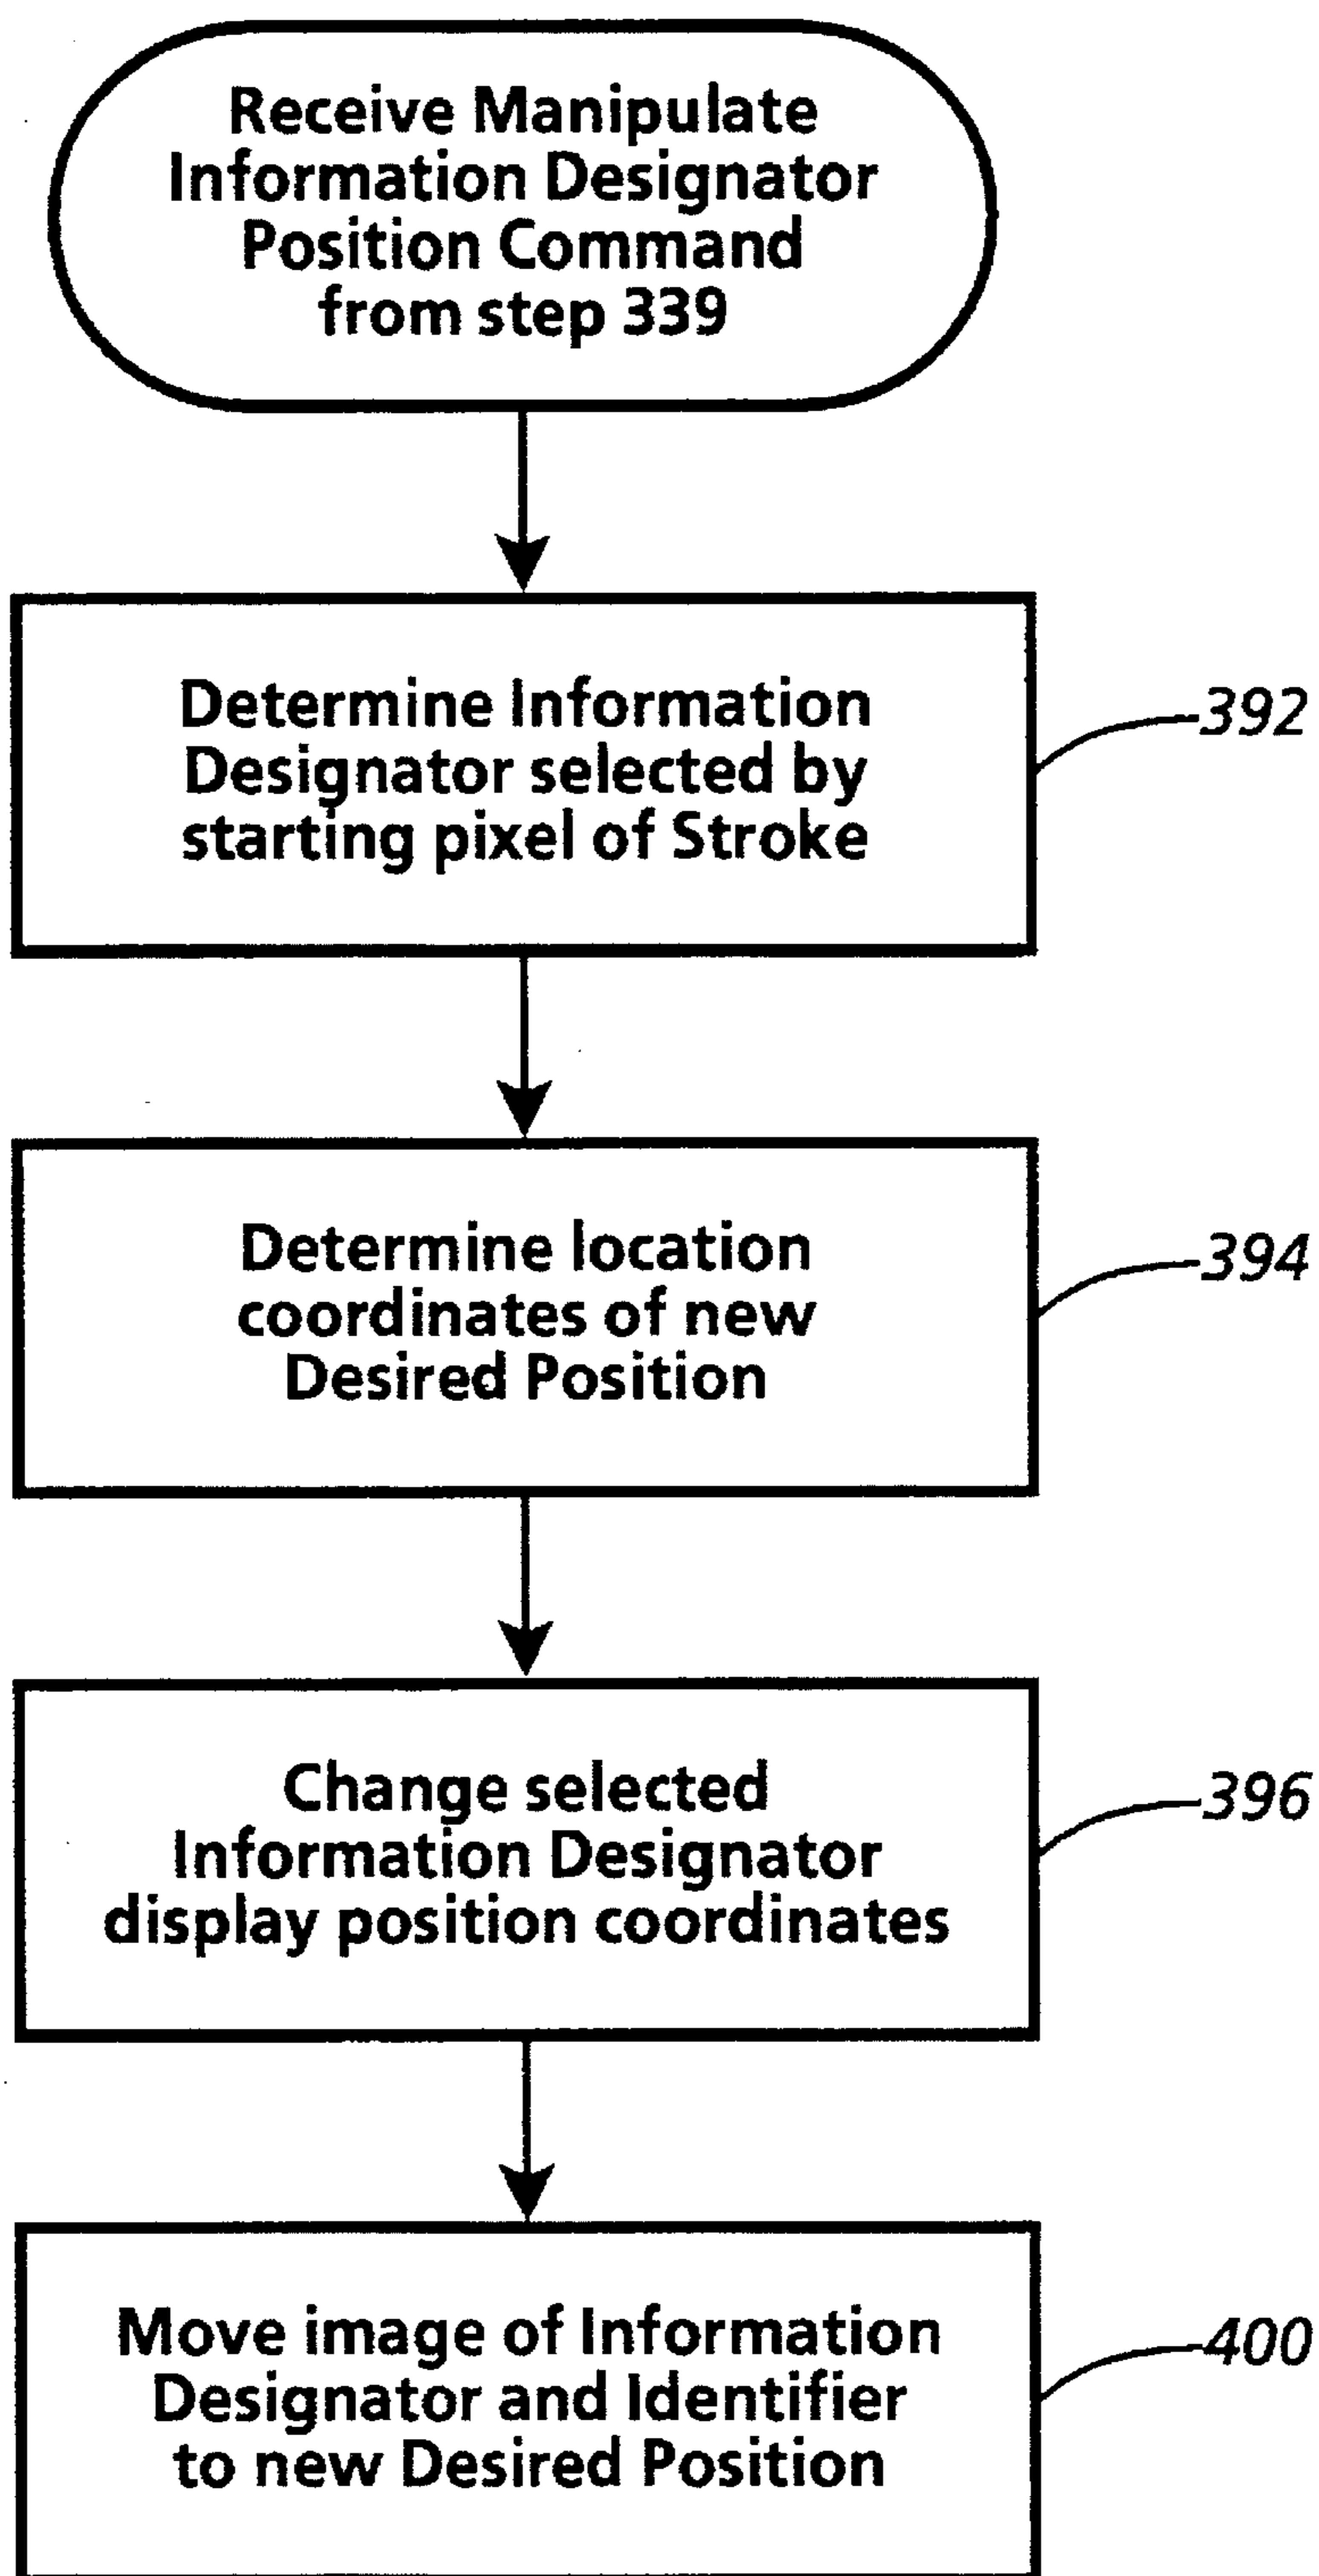 Receive Manipulate
Information Designator
Position Command
from step 339
Determine Information
Designator selected by
starting pixel of Stroke
392
Determine location
coordinates of new
Desired Position
394
Change selected
Information Designator
display position coordinates
396
Move image of Information
Designator and Identifier
to new Desired Position
400